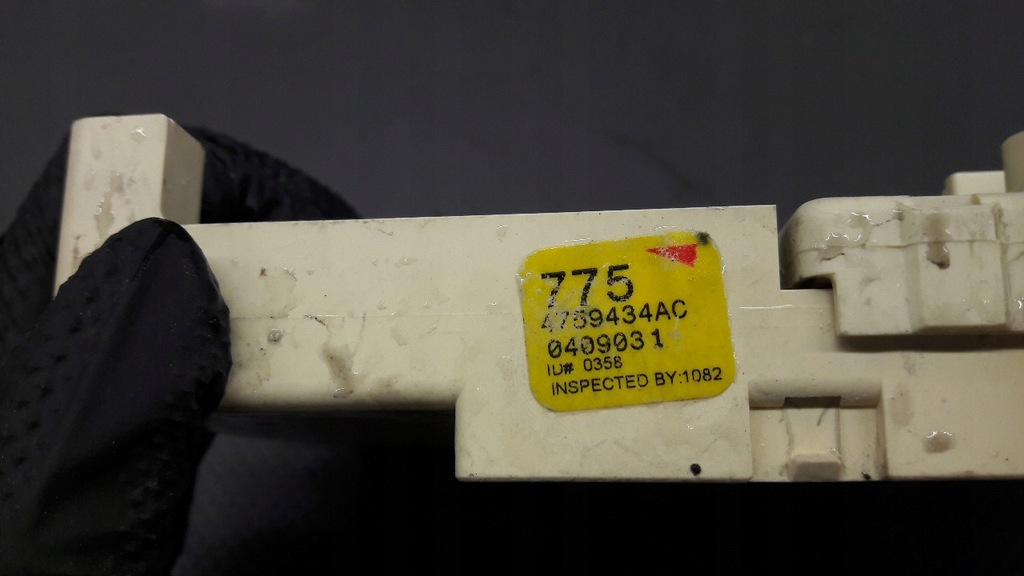 775
4759434AC
0409031
ID# 0358
INSPECTED BY:1082